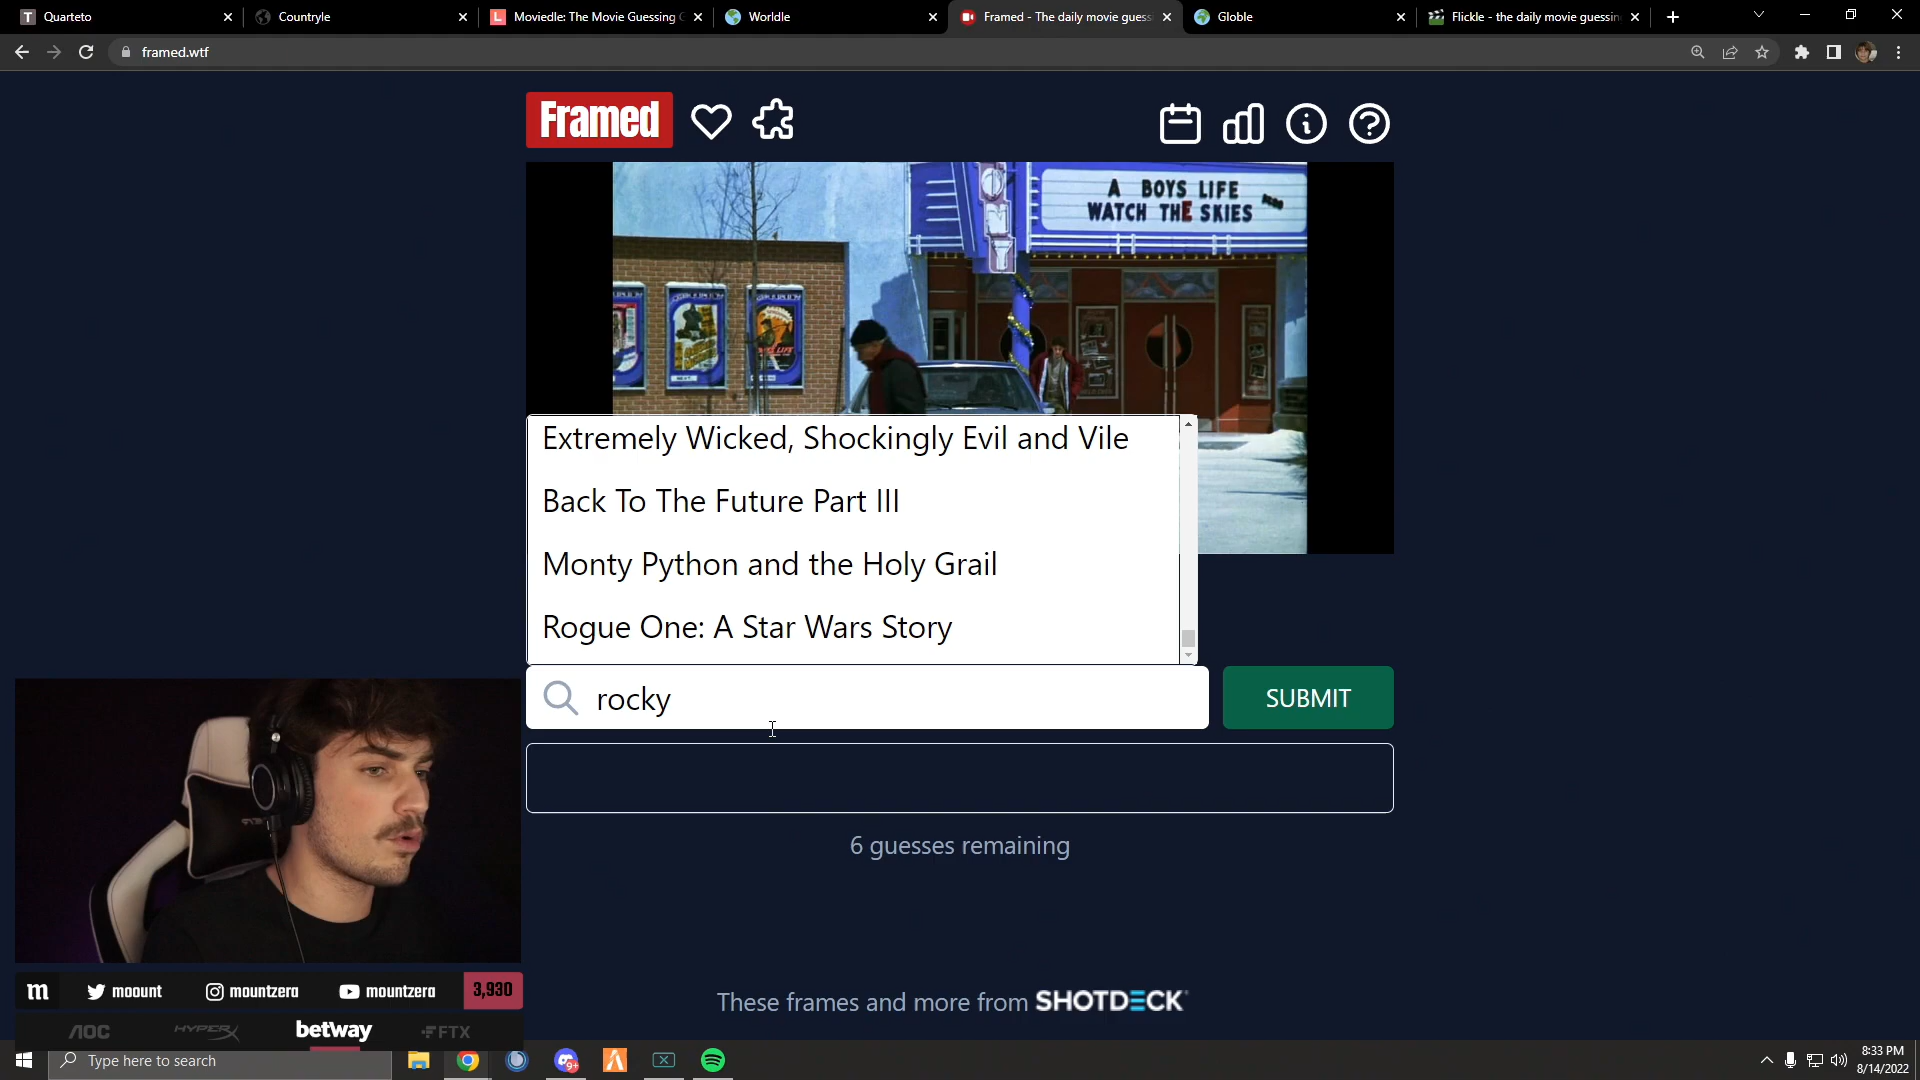 Quarteto
Countryle
Moviedle: The Movie Guessing G
Worldle
Framed - The daily movie guess
Globle
Flickle - the daily movie guessin
framed.wtf
Framed
A BOYS LIFE
WATCH THE SKIES
Extremely Wicked, Shockingly Evil and Vile
Back To The Future Part III
Monty Python and the Holy Grail
Rogue One: A Star Wars Story
rocky
SUBMIT
6 guesses remaining
These frames and more from SHOTDECK
m
moount
mountzera
mountzera
3,930
AOC
HYPERX
betway
FTX
Type here to search
9+
8:33 PM
8/14/2022